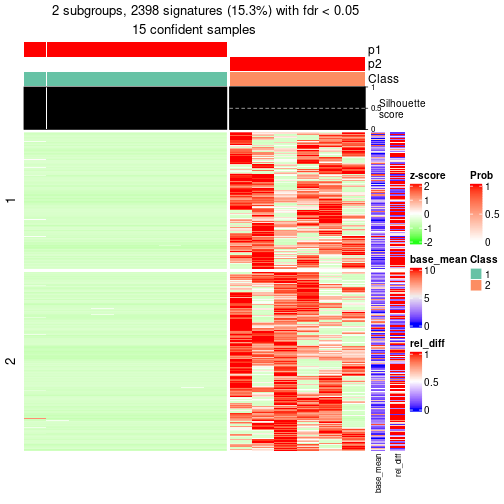 2 subgroups, 2398 signatures (15.3%) with fdr < 0.05
15 confident samples
p1
p2
Class
1
0.5
0
Silhouette
score
1
2
z-score
2
1
0
-1
-2
Prob
1
0.5
0
base_mean
10
5
0
Class
1
2
rel_diff
1
0.5
0
base_mean
rel_diff